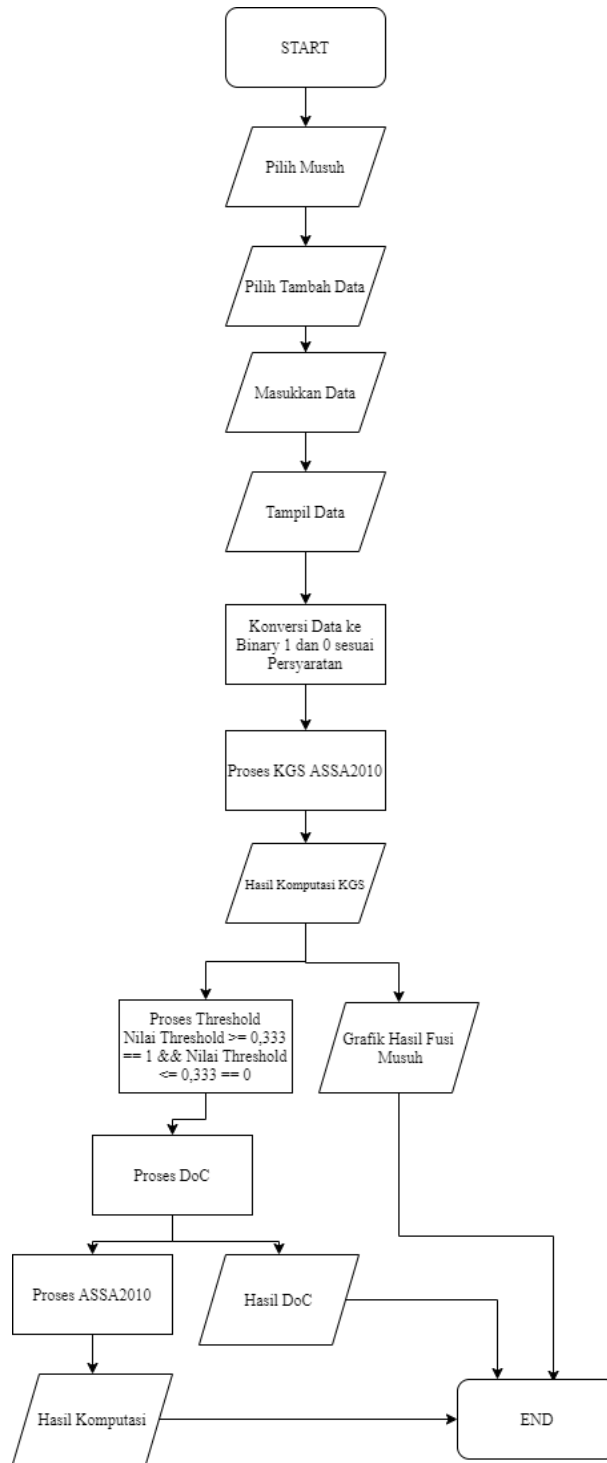 START
Pilih Musuh
Pilih Tambah Data
Masukkan Data
Tampil Data
Konversi Data ke
Binary 1 dan 0 sesuai
Persyaratan
Proses KGS ASSA2010
Hasil Komputasi KGS
Proses Threshold
Nilai Threshold >= 0,333
== 1 && Nilai Threshold
<= 0,333 == 0
Grafik Hasil Fusi
Musuh
Proses DoC
Proses ASSA2010
Hasil DoC
Hasil Komputasi
END